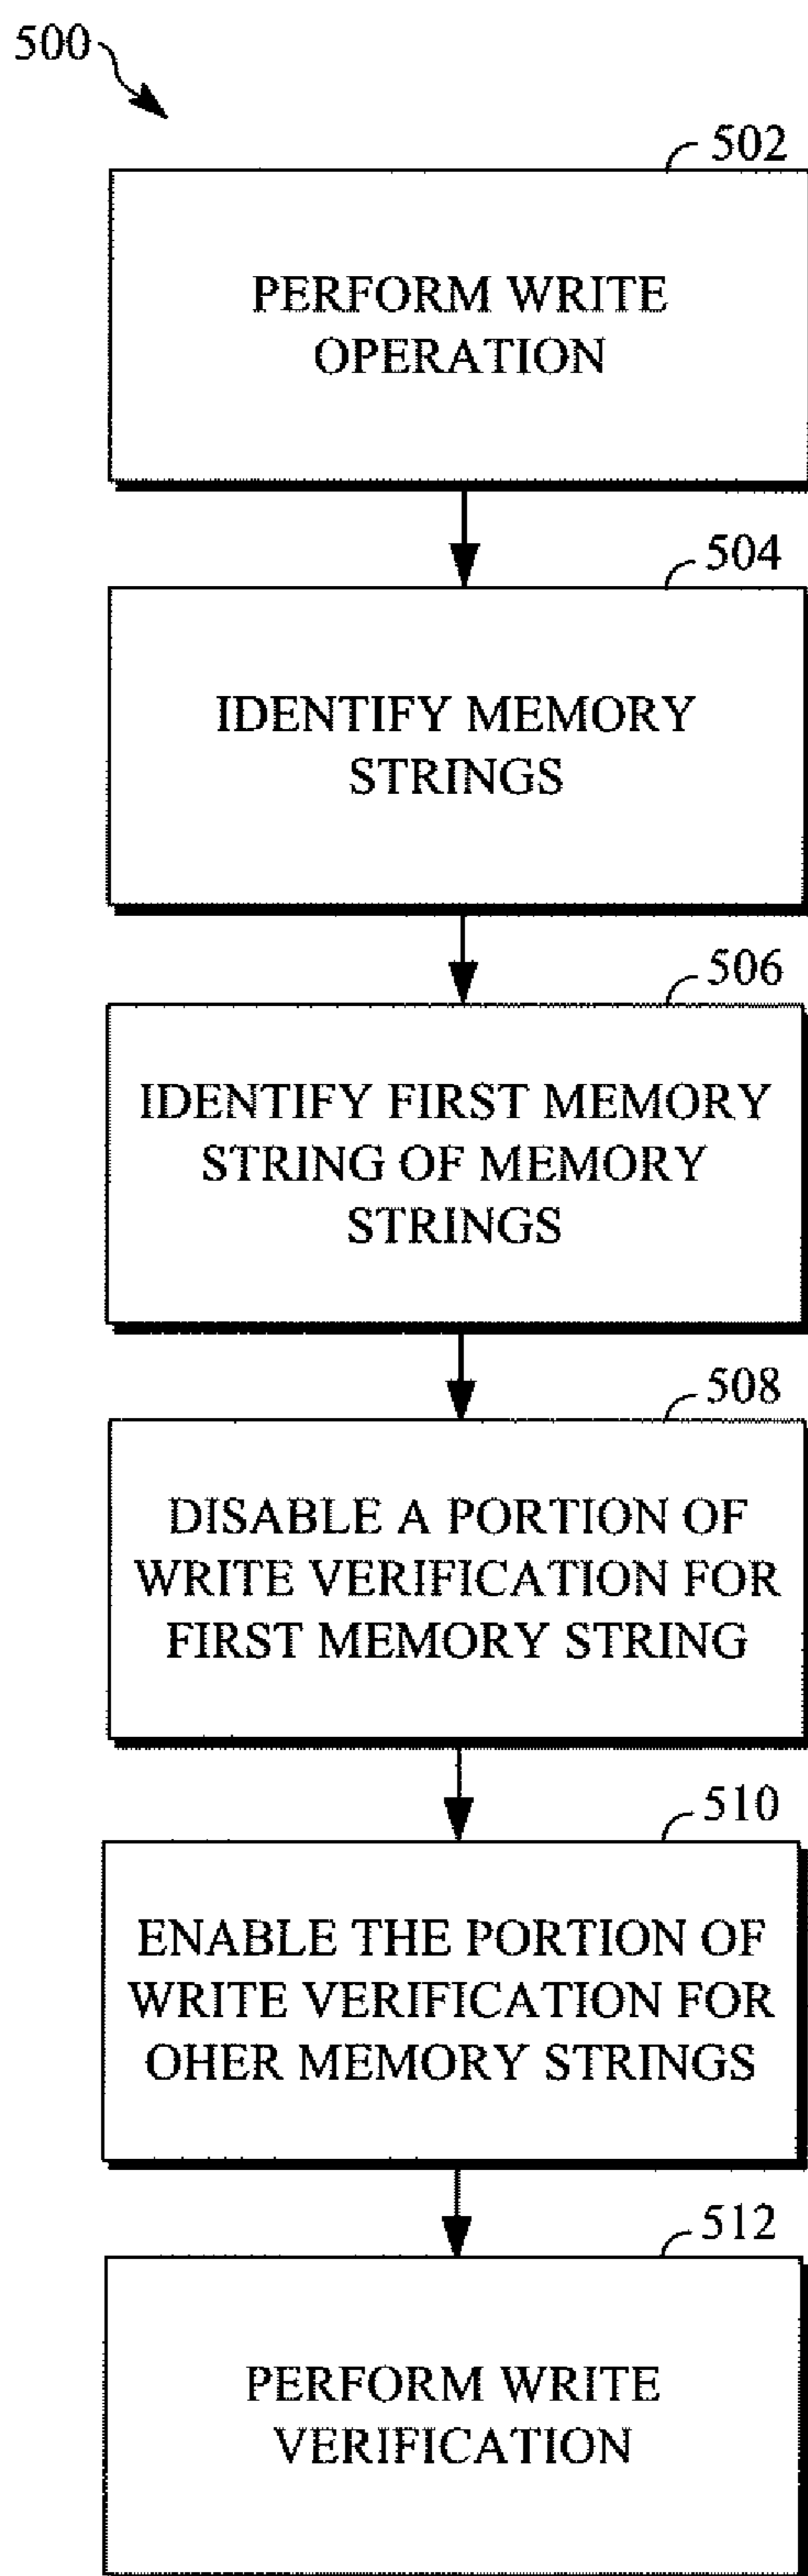 500
502
PERFORM WRITE
OPERATION
504
IDENTIFY MEMORY
STRINGS
506
IDENTIFY FIRST MEMORY
STRING OF MEMORY
STRINGS
508
DISABLE A PORTION OF
WRITE VERIFICATION FOR
FIRST MEMORY STRING
510
ENABLE THE PORTION OF
WRITE VERIFICATION FOR
OHER MEMORY STRINGS
512
PERFORM WRITE
VERIFICATION